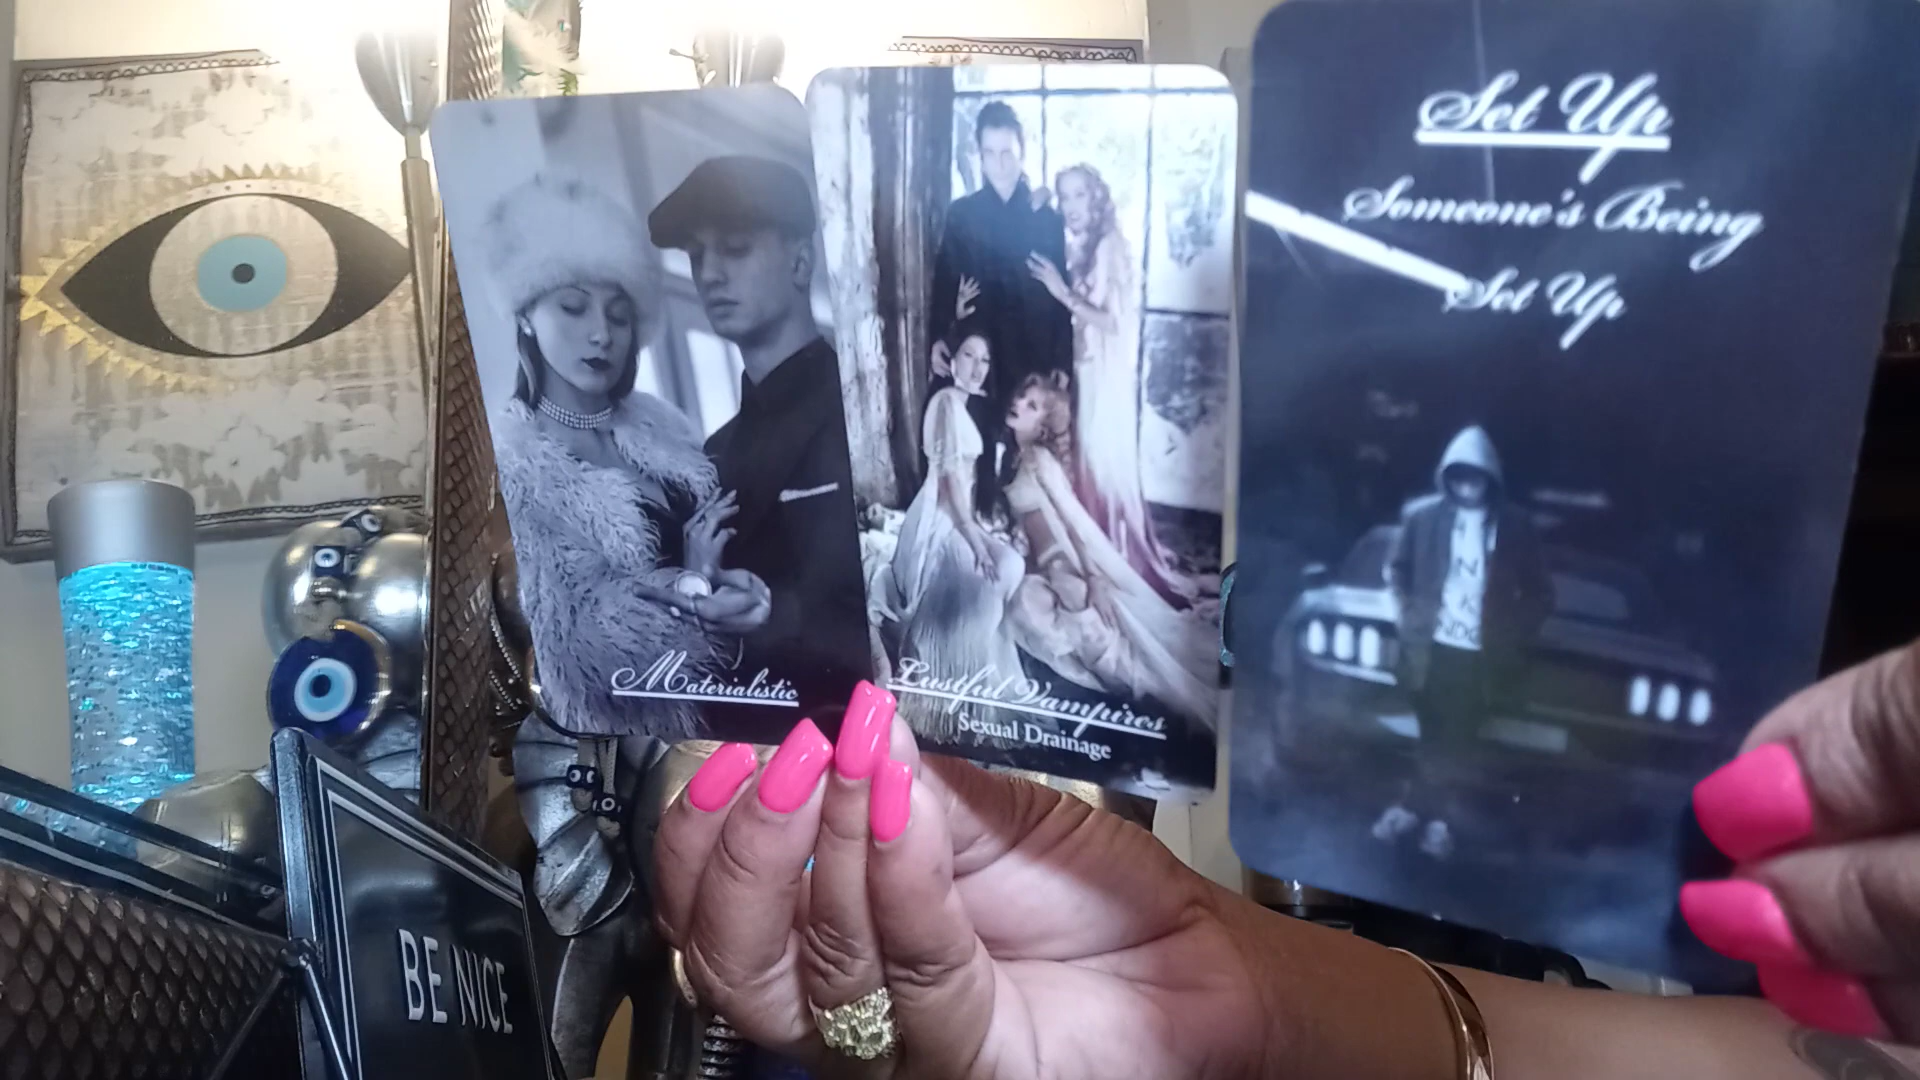 Set Up
Someone's Being
Set Up
Materialistic
Lustful Vampires
Sexual Drainage
BE NICE